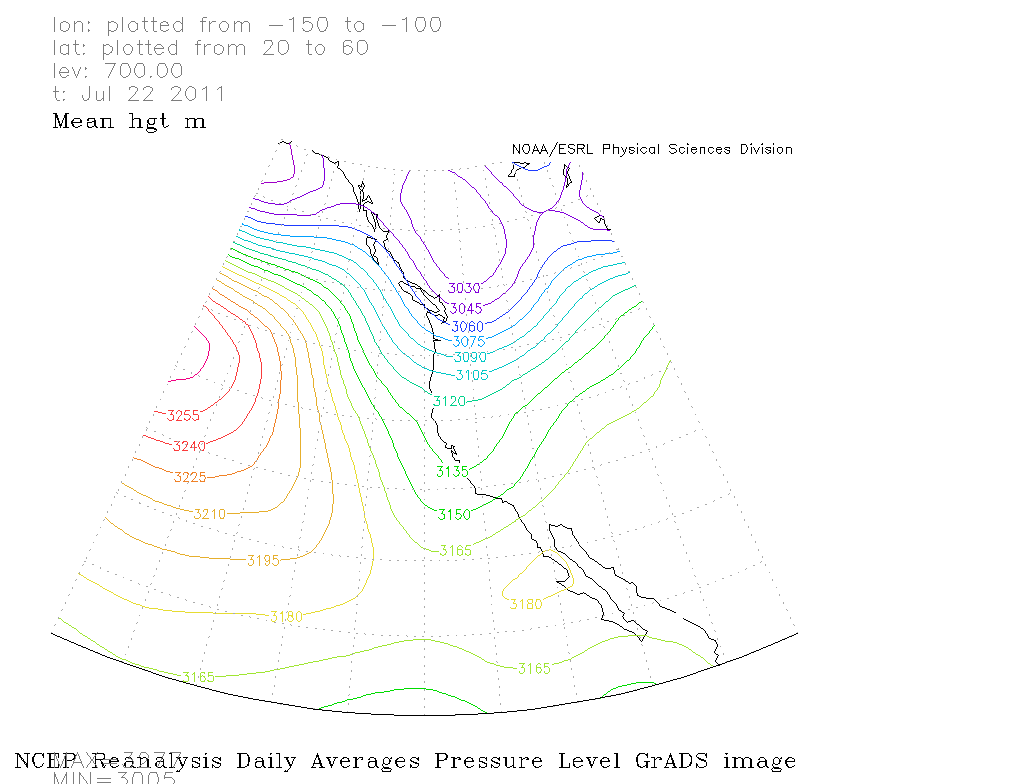 lon: plotted from −150 to −100
lat: plotted from 20 to 60
lev: 700.00
t: Jul 22 2011
Mean hgt m
NOAA/ESRL Physical Sciences Division
3030
3045
3060
3075
3090
3105
3120
3255
3240
3135
3225
3210
3150
3165
3195
3180
3180
3165
3165
NCEP Reanalysis Daily Averages Pressure Level GrADS image
MIN=3005